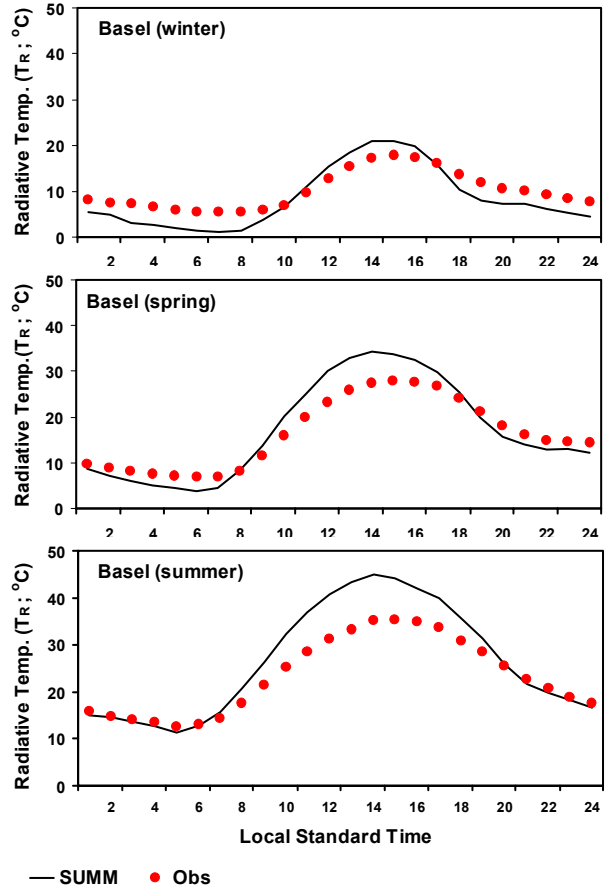 Basel (winter)
Radiative Temp. (TR ; oC)
50
40
30
20
10
0
2 4 6 8 10 12 14 16 18 20 22 24
Basel (spring)
Radiative Temp.(TR ; oC)
50
40
30
20
10
0
2 4 6 8 10 12 14 16 18 20 22 24
Basel (summer)
Radiative Temp. (TR ; oC)
50
40
30
20
10
0
2 4 6 8 10 12 14 16 18 20 22 24
Local Standard Time
SUMM Obs